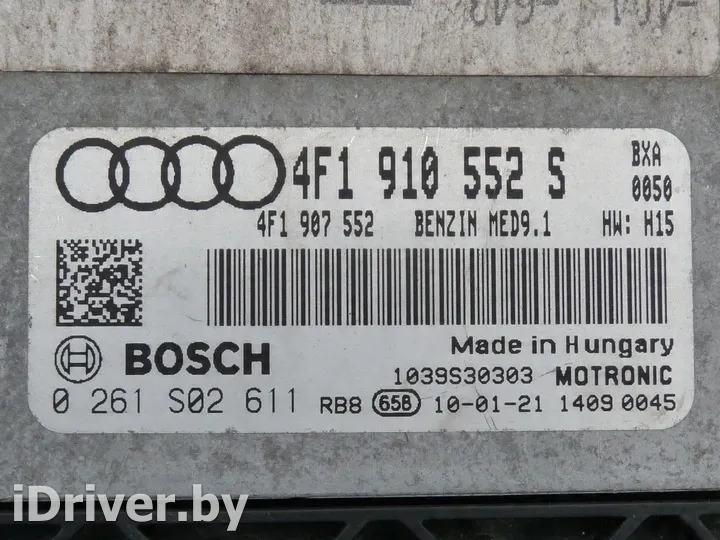 4F1 910 552 S BXA
0050
4F1 907 552 BENZIN MED9.1 HW: H15
Made in Hungary
BOSCH
1039S30303 MOTRONIC
0 261 S02 611 RB8 65B 10-01-21 1409 0045
iDriver.by